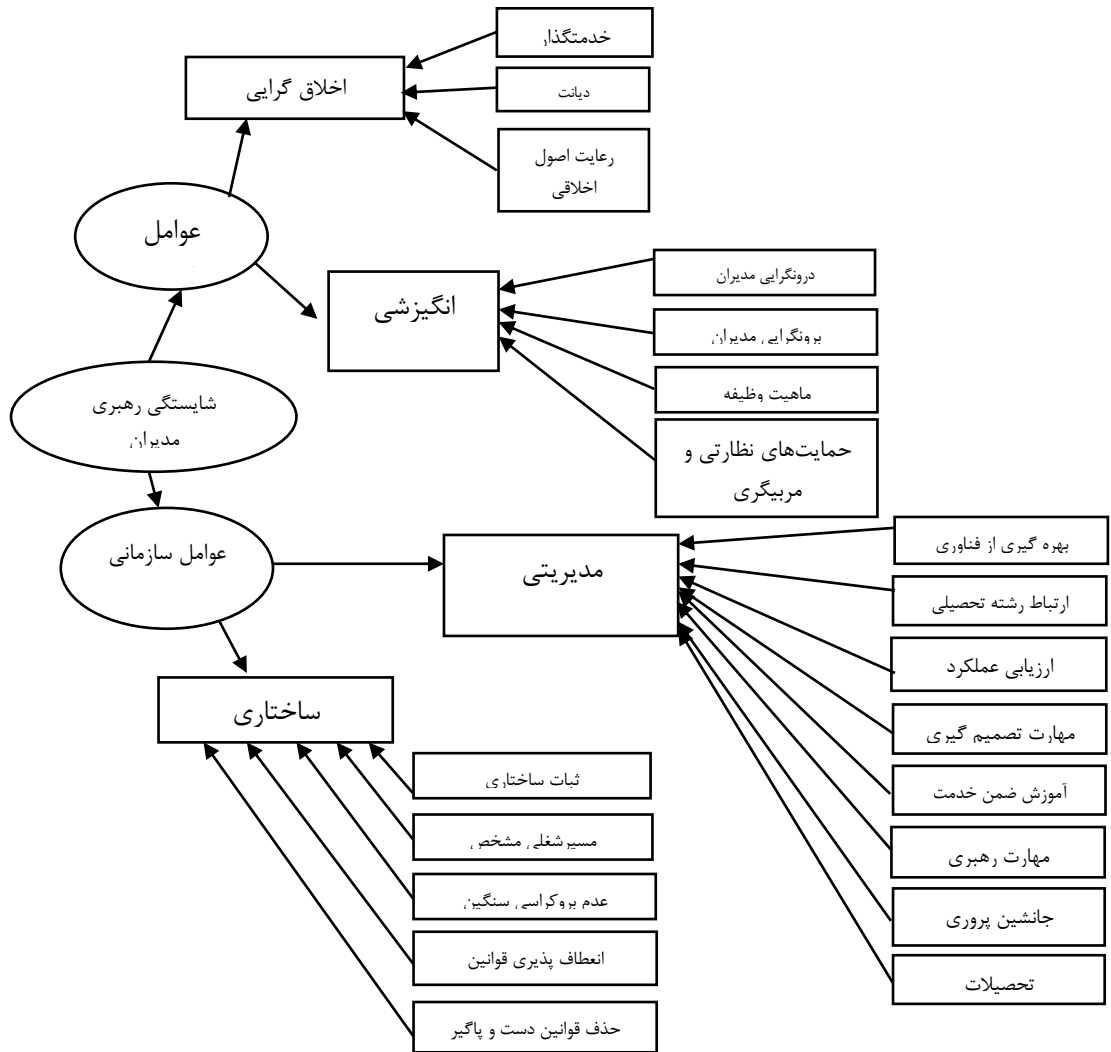 خدمتگذار
اخلاق گرایی
دیانت
رعایت اصول
اخلاقی
عوامل
درونگرایی مدیران
انگیزشی
برونگرایی مدیران
ماهیت وظیفه
شایستگی رهبری
مدیران
حمایت‌های نظارتی و
مربیگری
بهره گیری از فناوری
عوامل سازمانی
مدیریتی
ارتباط رشته تحصیلی
ارزیابی عملکرد
ساختاری
مهارت تصمیم گیری
ثبات ساختاری
آموزش ضمن خدمت
مسیرشغلی مشخص
مهارت رهبری
عدم بروکراسی سنگین
جانشین پروری
انعطاف پذیری قوانین
تحصیلات
حذف قوانین دست و پاگیر